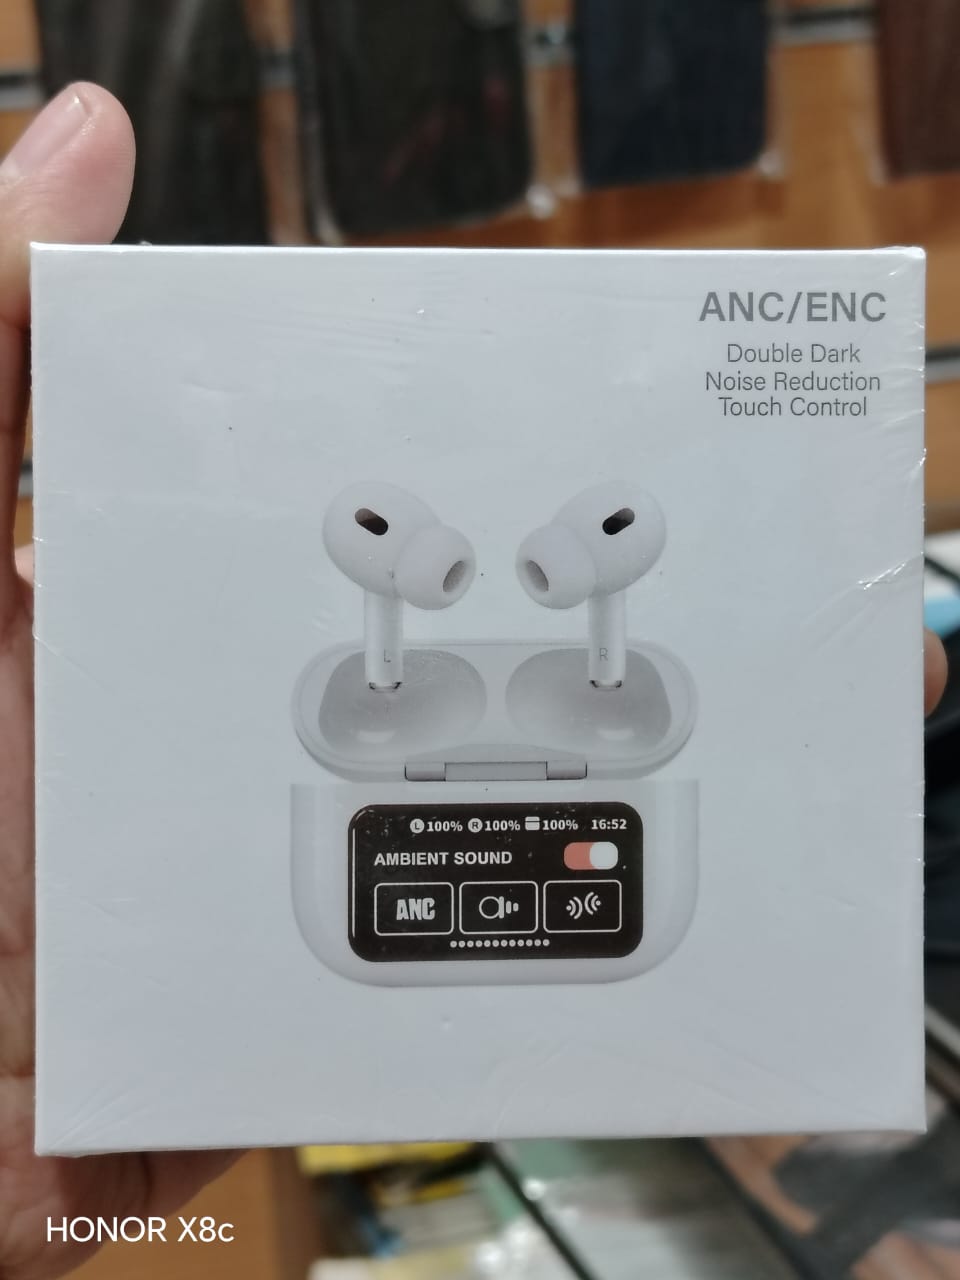 ANC/ENC
Double Dark
Noise Reduction
Touch Control
L
R
L 100% R 100% 100% 16:52
AMBIENT SOUND
ANC
HONOR X8c